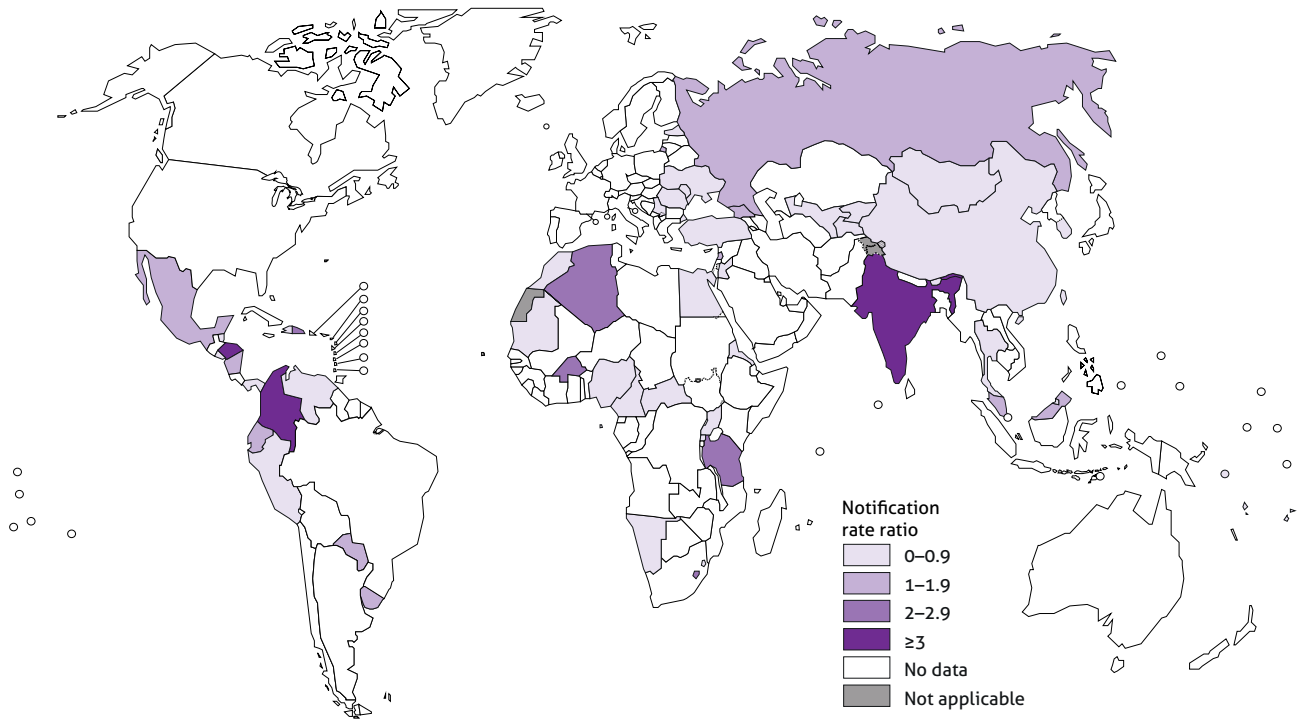 Notification
rate ratio
0–0.9
1–1.9
2–2.9
≥3
No data
Not applicable